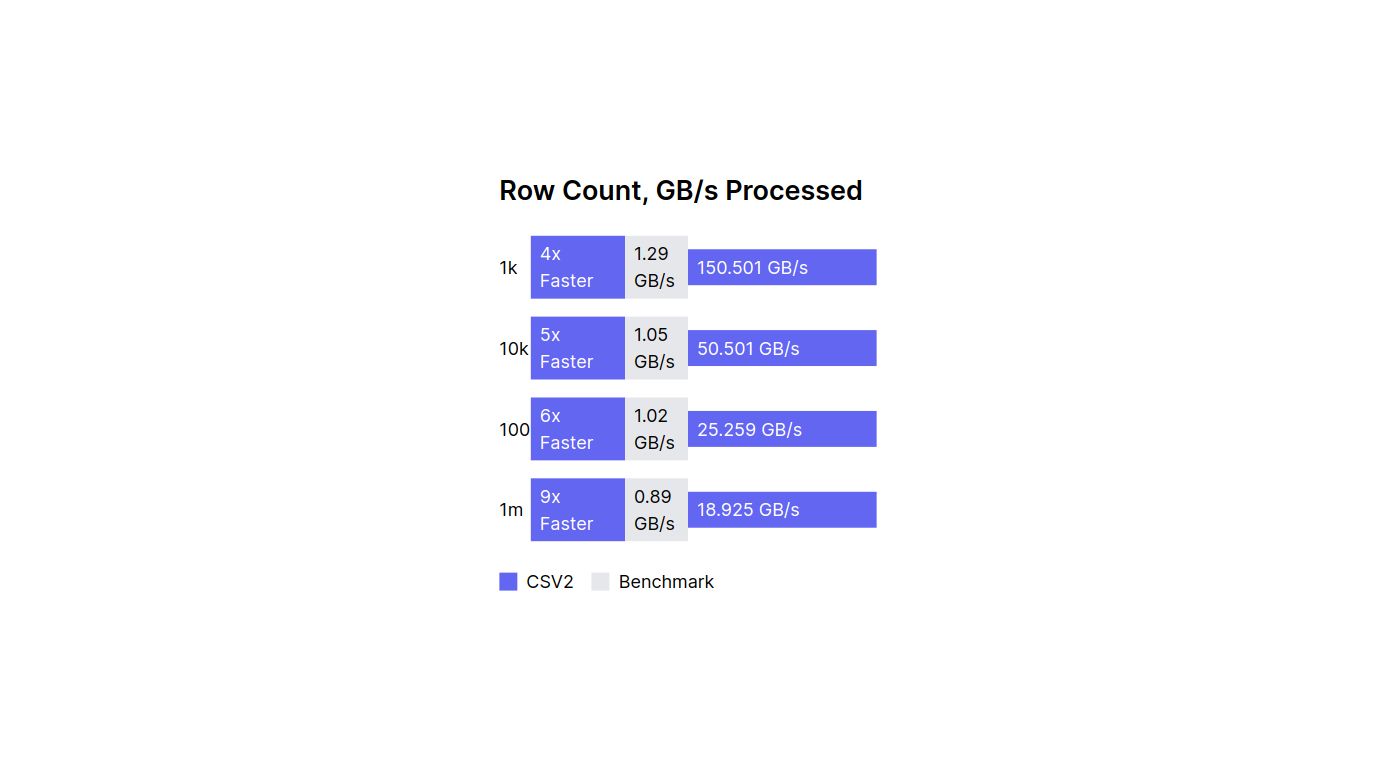 Row Count, GB/s Processed
1k
4x
Faster
1.29
GB/s
150.501 GB/s
10k
5x
Faster
1.05
GB/s
50.501 GB/s
100
6x
Faster
1.02
GB/s
25.259 GB/s
1m
9x
Faster
0.89
GB/s
18.925 GB/s
CSV2
Benchmark